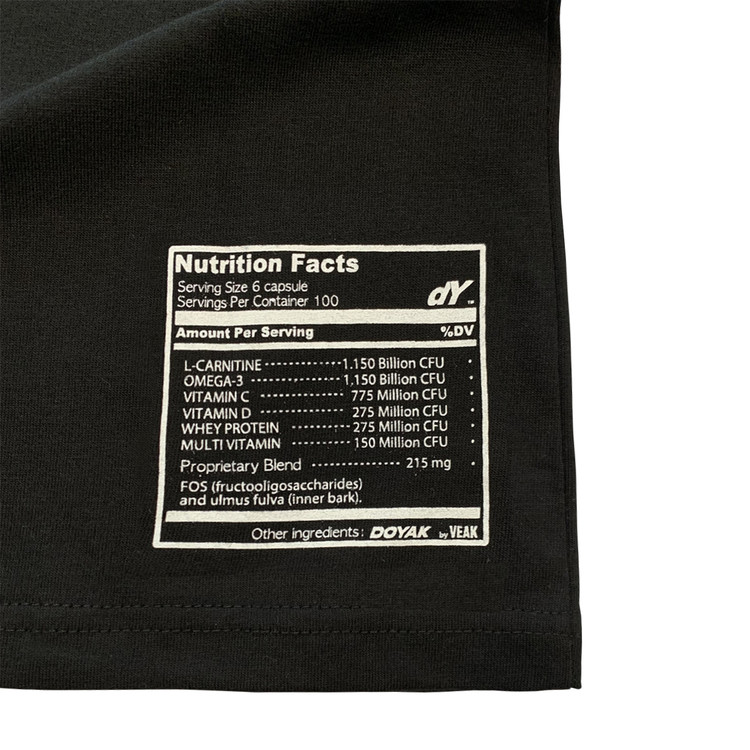 Nutrition Facts
Serving Size 6 capsule
Servings Per Container 100
dY™
Amount Per Serving %DV
L-CARNITINE ---------------- 1.150 Billion CFU •
OMEGA-3 ------------------ 1,150 Billion CFU •
VITAMIN C ---------------- 775 Million CFU •
VITAMIN D ---------------- 275 Million CFU •
WHEY PROTEIN ----------- 275 Million CFU •
MULTI VITAMIN ---------- 150 Million CFU •
Proprietary Blend ---------------- 215 mg •
FOS (fructooligosaccharides)
and ulmus fulva (inner bark).
Other ingredients: DOYAK by VEAK